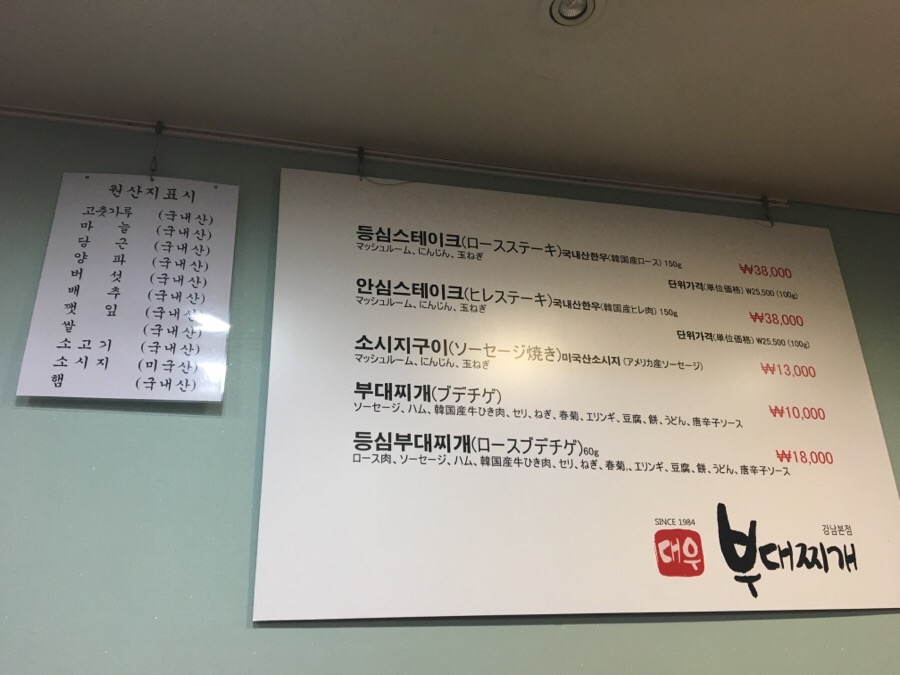 원산지표시
고춧가루 (국내산)
마늘 (국내산)
당근 (국내산)
양파 (국내산)
버섯 (국내산)
배추 (국내산)
깻잎 (국내산)
쌀 (국내산)
소고기 (국내산)
소시지 (미국산)
햄 (국내산)
등심스테이크(ロースステーキ)국내산한우(韓国産ロース) 150g ₩38,000
マッシュルーム、にんじん、玉ねぎ
단위가격(単位価格) ₩25,500 (100g)
안심스테이크(ヒレステーキ)국내산한우(韓国産ヒレ肉) 150g ₩38,000
マッシュルーム、にんじん、玉ねぎ
단위가격(単位価格) ₩25,500 (100g)
소시지구이(ソーセージ焼き)미국산소시지 (アメリカ産ソーセージ) ₩13,000
マッシュルーム、にんじん、玉ねぎ
부대찌개(ブデチゲ) ₩10,000
ソーセージ、ハム、韓国産牛ひき肉、セリ、ねぎ、春菊、エリンギ、豆腐、餅、うどん、唐辛子ソース
등심부대찌개(ロースブデチゲ)60g ₩18,000
ロース肉、ソーセージ、ハム、韓国産牛ひき肉、セリ、ねぎ、春菊、、エリンギ、豆腐、餅、うどん、唐辛子ソース
SINCE 1984
대우
부대찌개
강남본점